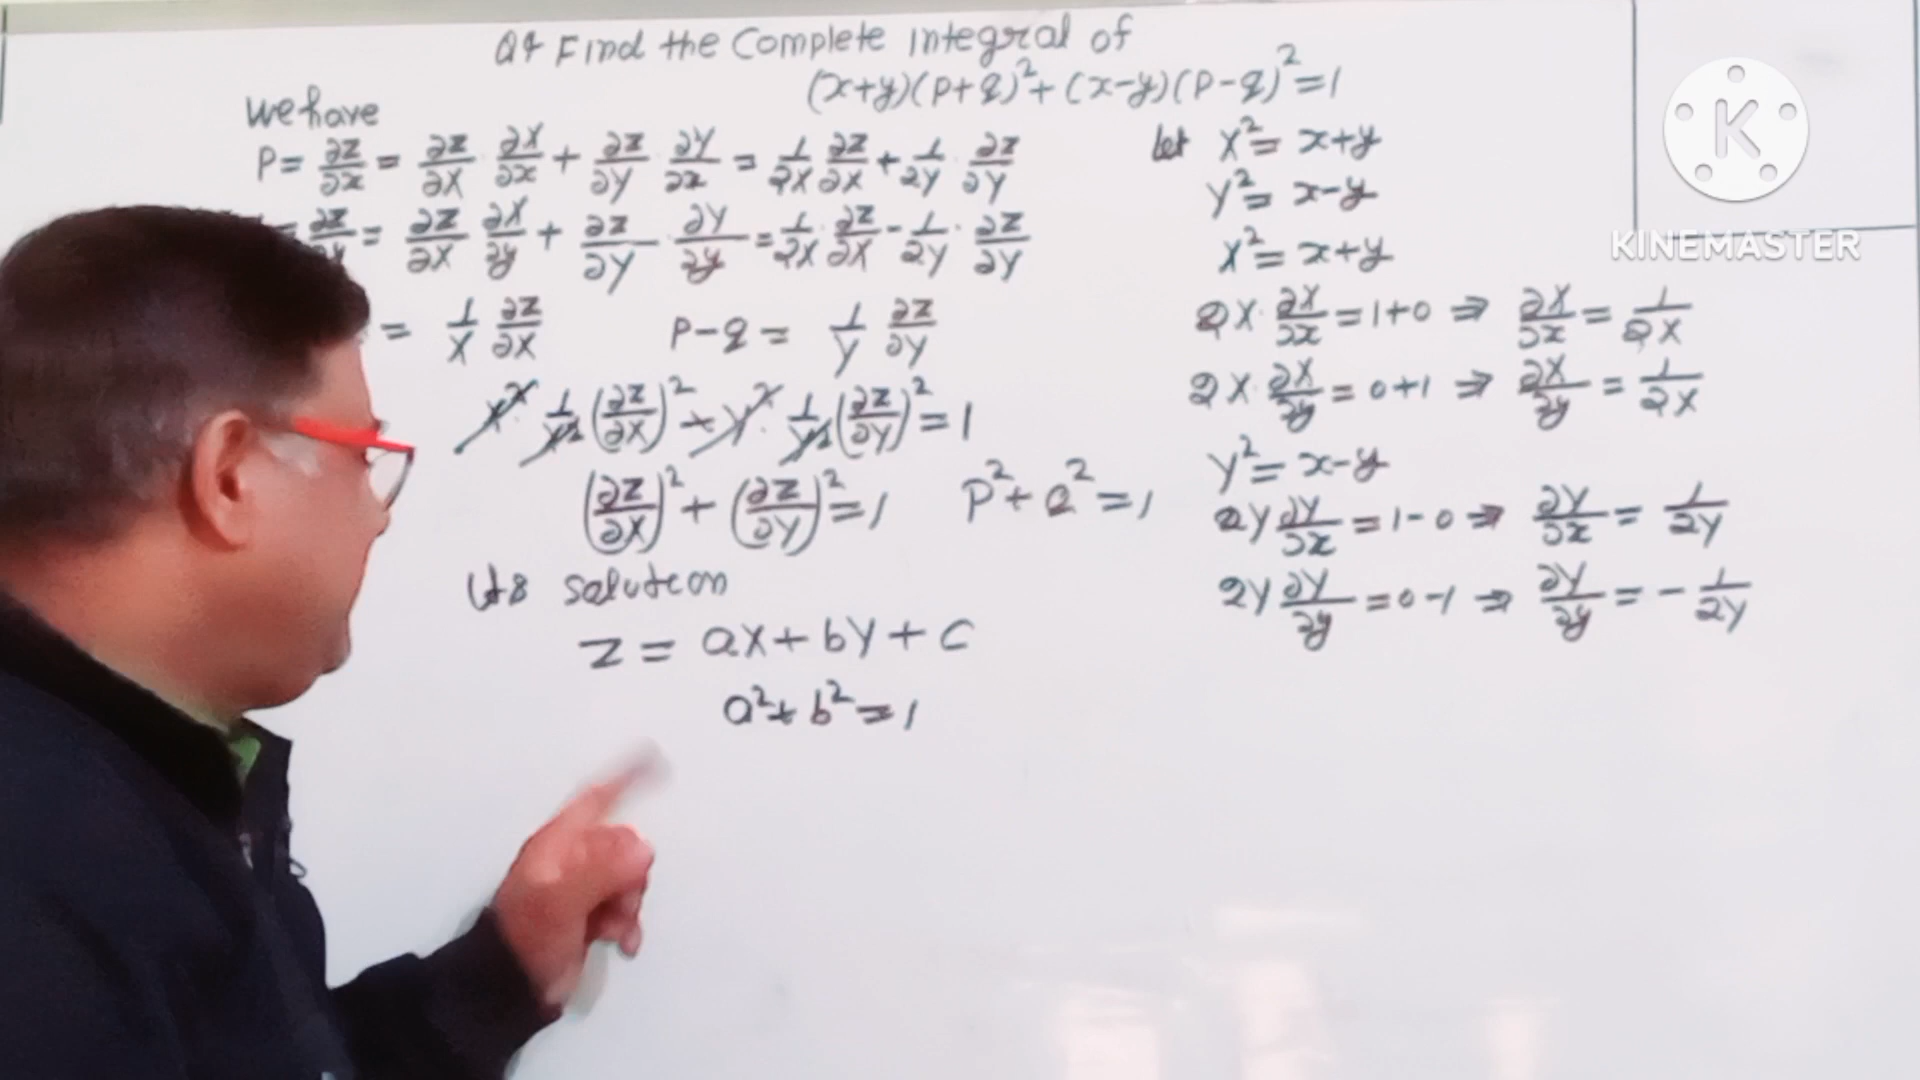 Q4 Find the Complete integral of
(x+y)(p+q)²+(x-y)(p-q)²=1
We have
P = ∂z/∂x = ∂z/∂X · ∂X/∂x + ∂z/∂Y · ∂Y/∂x = 1/2X ∂z/∂X + 1/2Y · ∂z/∂Y
= ∂z/∂y = ∂z/∂X ∂X/∂y + ∂z/∂Y · ∂Y/∂y = 1/2X · ∂z/∂X - 1/2Y · ∂z/∂Y
= 1/X ∂z/∂X P-q = 1/Y ∂z/∂Y
X² · 1/X² (∂z/∂X)² + Y² · 1/Y² (∂z/∂Y)² = 1
(∂z/∂X)² + (∂z/∂Y)² = 1 P² + Q² = 1
Its solution
z = aX + bY + c
a² + b² = 1
let X² = x+y
Y² = x-y
X² = x+y
2X · ∂X/∂x = 1+0 ⇒ ∂X/∂x = 1/2X
2X · ∂X/∂y = 0+1 ⇒ ∂X/∂y = 1/2X
Y² = x-y
2Y ∂Y/∂x = 1-0 ⇒ ∂Y/∂x = 1/2Y
2Y ∂Y/∂y = 0-1 ⇒ ∂Y/∂y = - 1/2Y
K
KINEMASTER